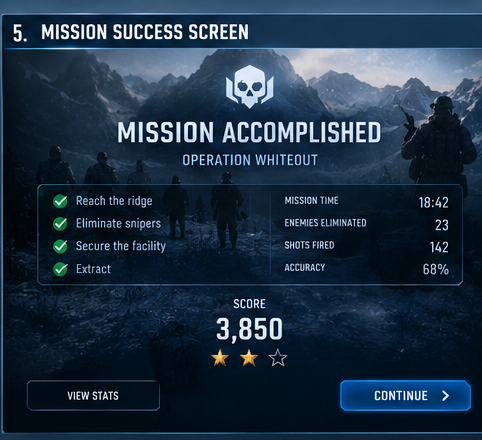 5. MISSION SUCCESS SCREEN
MISSION ACCOMPLISHED
OPERATION WHITEOUT
Reach the ridge
Eliminate snipers
Secure the facility
Extract
MISSION TIME 18:42
ENEMIES ELIMINATED 23
SHOTS FIRED 142
ACCURACY 68%
SCORE
3,850
VIEW STATS
CONTINUE >